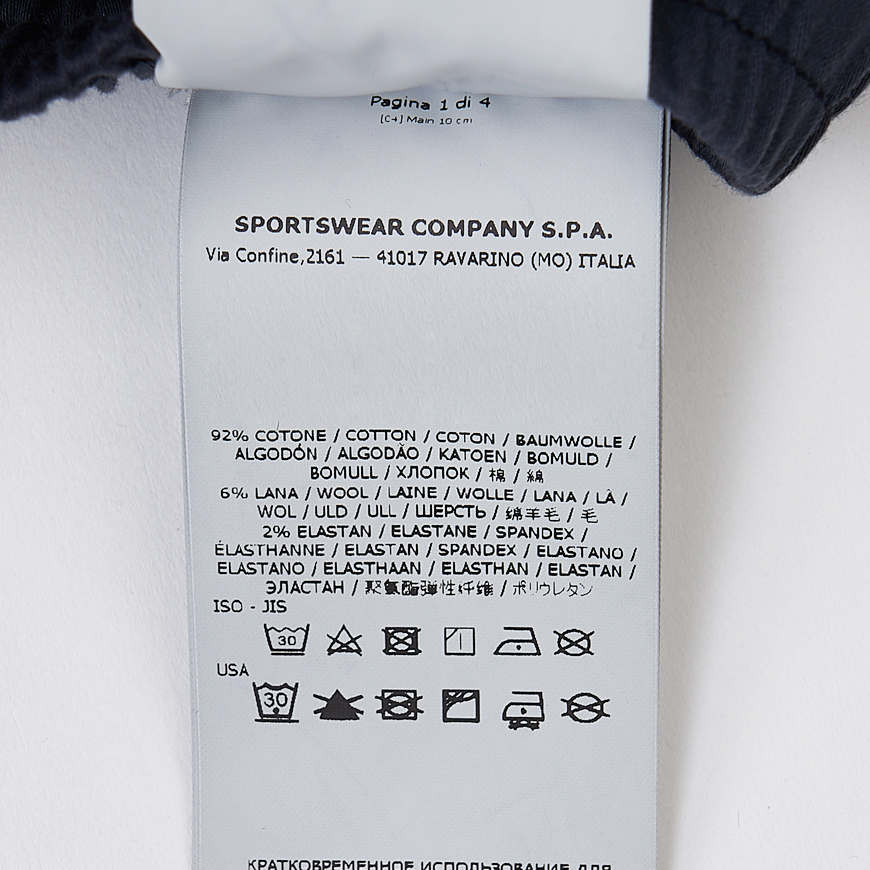 Pagina 1 di 4
[C+] Main 10 cm
SPORTSWEAR COMPANY S.P.A.
Via Confine,2161 — 41017 RAVARINO (MO) ITALIA
92% COTONE / COTTON / COTON / BAUMWOLLE /
ALGODÓN / ALGODÃO / KATOEN / BOMULD /
BOMULL / ХЛОПОК / 棉 / 綿
6% LANA / WOOL / LAINE / WOLLE / LANA / LÃ /
WOL / ULD / ULL / ШЕРСТЬ / 绵羊毛 / 毛
2% ELASTAN / ELASTANE / SPANDEX /
ÉLASTHANNE / ELASTAN / SPANDEX / ELASTANO /
ELASTANO / ELASTHAAN / ELASTHAN / ELASTAN /
ЭЛАСТАН / 聚氨酯弹性纤维 / ポリウレタン
ISO - JIS
30
USA
30
КРАТКОВРЕМЕННОЕ ИСПОЛЬЗОВАНИЕ ДЛЯ